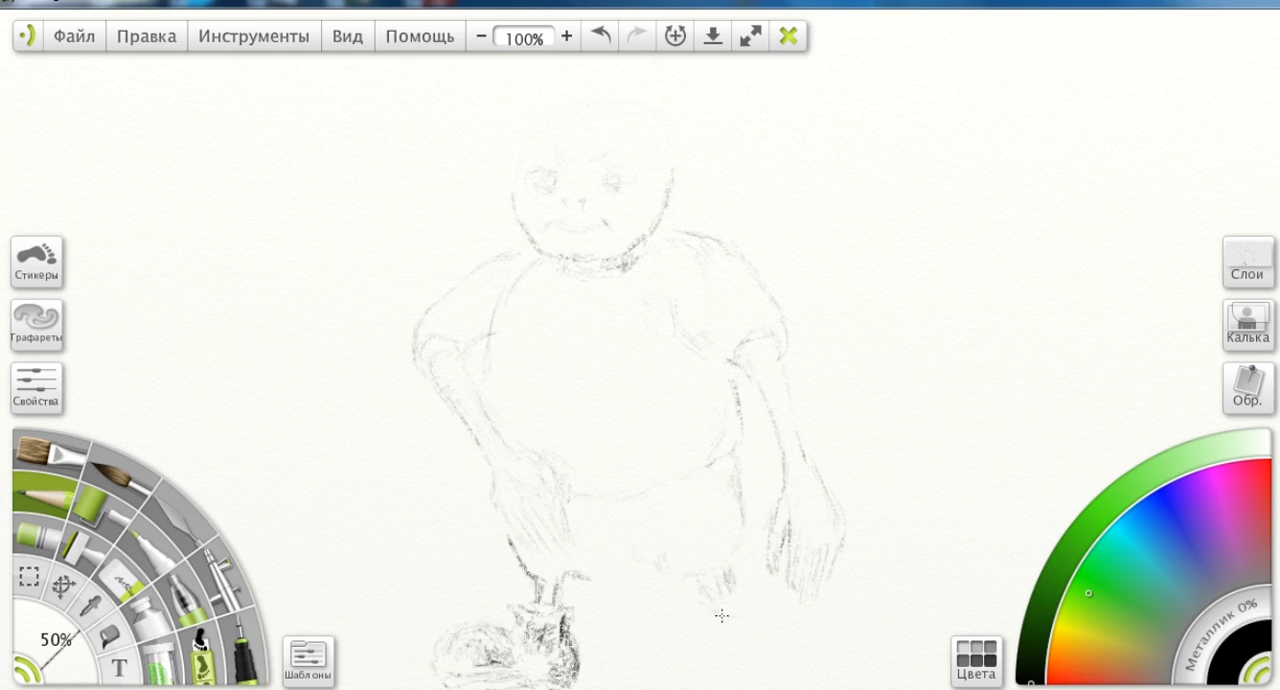 Файл Правка Инструменты Вид Помощь − 100% +
Стикеры
Трафареты
Свойства
50%
T
Шаблоны
Слои
Калька
Обр.
Металлик 0%
Цвета